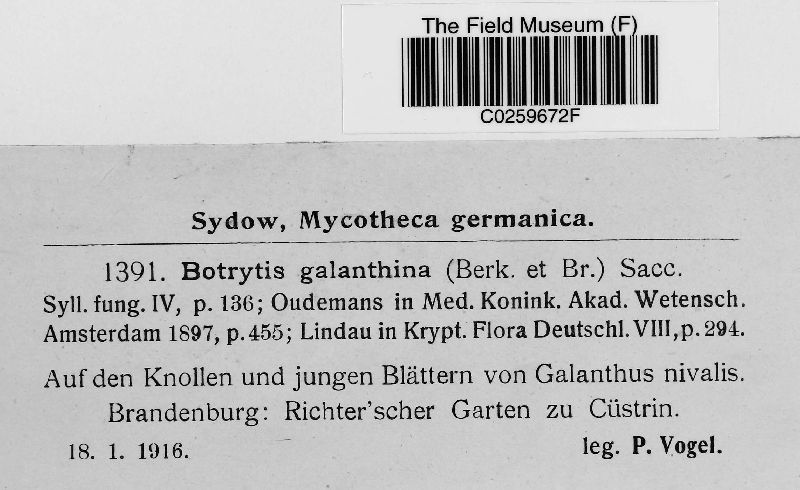 The Field Museum (F)
C0259672F
Sydow, Mycotheca germanica.
1391. Botrytis galanthina (Berk. et Br.) Sacc.
Syll. fung. IV, p. 136; Oudemans in Med. Konink. Akad. Wetensch.
Amsterdam 1897, p. 455; Lindau in Krypt. Flora Deutschl. VIII, p. 294.
Auf den Knollen und jungen Blättern von Galanthus nivalis.
Brandenburg: Richter'scher Garten zu Cüstrin.
18. 1. 1916. leg. P. Vogel.